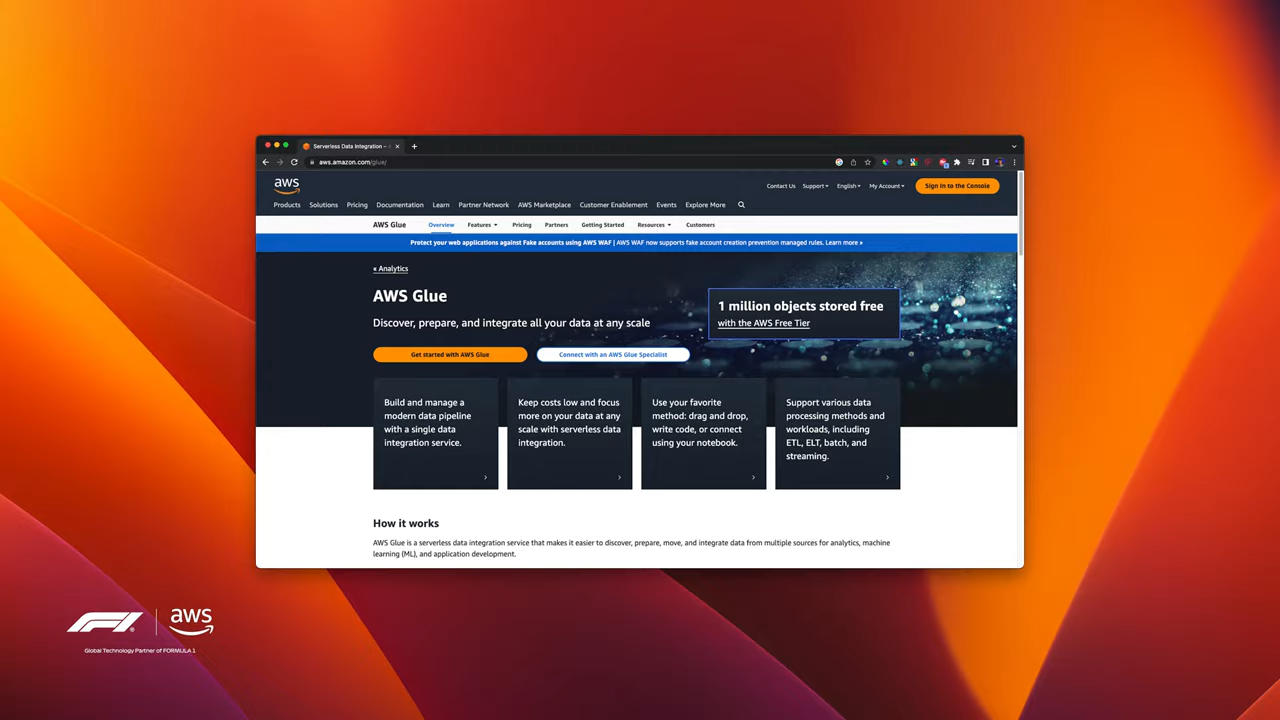 Serverless Data Integration –
aws.amazon.com/glue/
aws
Contact Us Support English My Account Sign In to the Console
Products Solutions Pricing Documentation Learn Partner Network AWS Marketplace Customer Enablement Events Explore More
AWS Glue Overview Features Pricing Partners Getting Started Resources Customers
Protect your web applications against Fake accounts using AWS WAF | AWS WAF now supports fake account creation prevention managed rules. Learn more »
« Analytics
AWS Glue
Discover, prepare, and integrate all your data at any scale
1 million objects stored free
with the AWS Free Tier
Get started with AWS Glue
Connect with an AWS Glue Specialist
Build and manage a
modern data pipeline
with a single data
integration service.
Keep costs low and focus
more on your data at any
scale with serverless data
integration.
Use your favorite
method: drag and drop,
write code, or connect
using your notebook.
Support various data
processing methods and
workloads, including
ETL, ELT, batch, and
streaming.
How it works
AWS Glue is a serverless data integration service that makes it easier to discover, prepare, move, and integrate data from multiple sources for analytics, machine
learning (ML), and application development.
F1 aws
Global Technology Partner of FORMULA 1